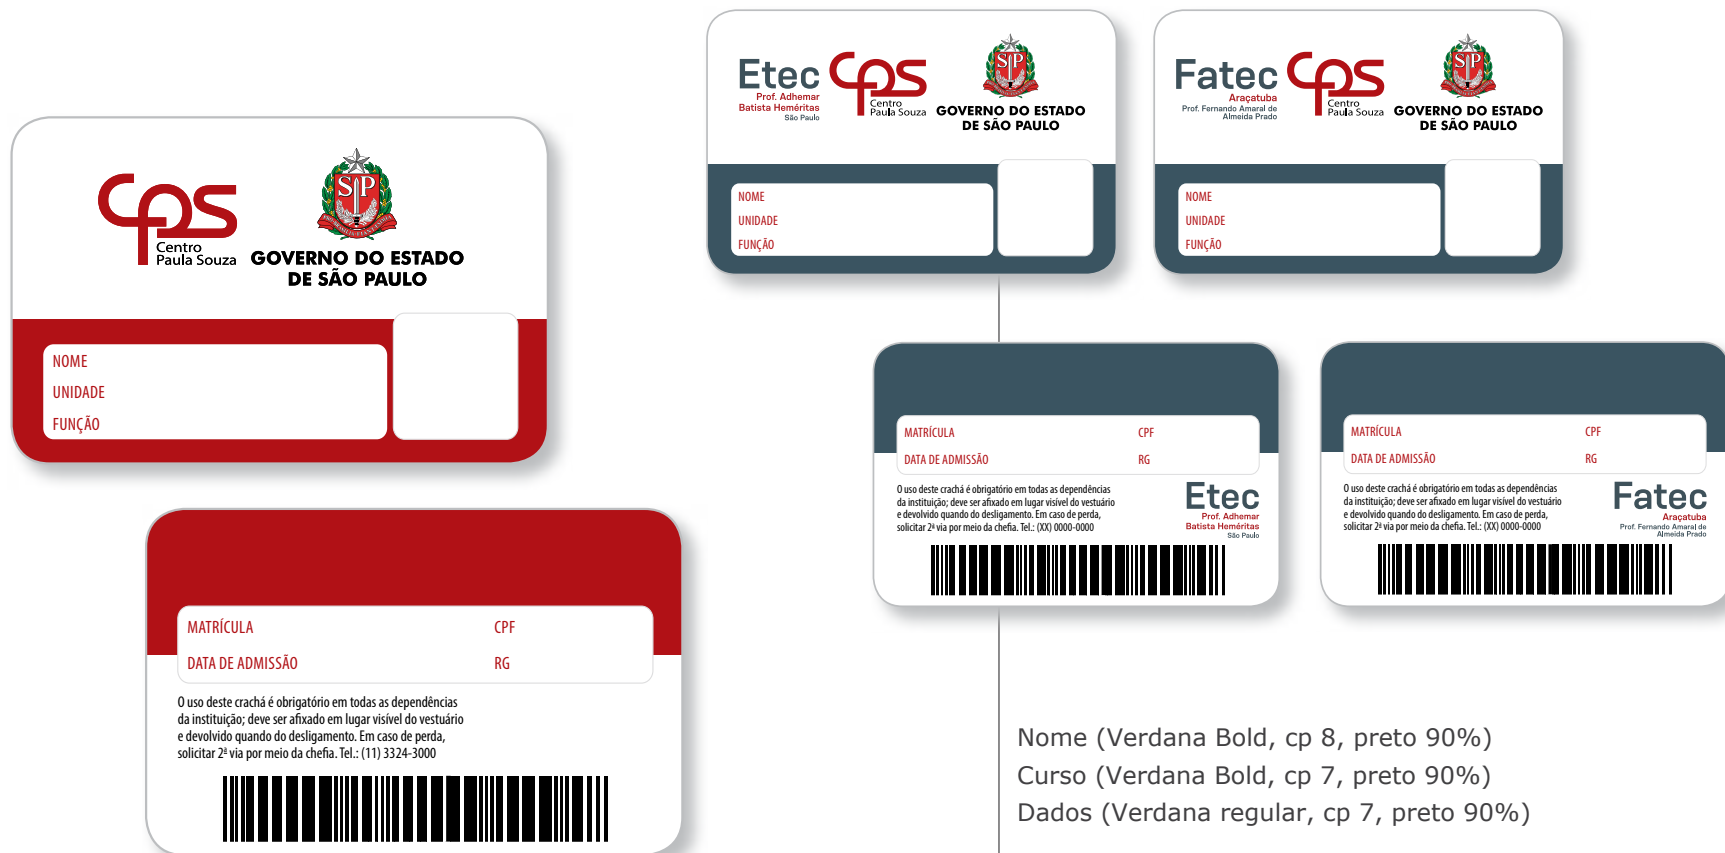 CPS
Centro
Paula Souza
SP
GOVERNO DO ESTADO
DE SÃO PAULO
NOME
UNIDADE
FUNÇÃO
MATRÍCULA CPF
DATA DE ADMISSÃO RG
O uso deste crachá é obrigatório em todas as dependências
da instituição; deve ser afixado em lugar visível do vestuário
e devolvido quando do desligamento. Em caso de perda,
solicitar 2ª via por meio da chefia. Tel.: (11) 3324-3000
Etec
Prof. Adhemar
Batista Heméritas
São Paulo
CPS
Centro
Paula Souza
SP
GOVERNO DO ESTADO
DE SÃO PAULO
NOME
UNIDADE
FUNÇÃO
Fatec
Araçatuba
Prof. Fernando Amaral de
Almeida Prado
CPS
Centro
Paula Souza
SP
GOVERNO DO ESTADO
DE SÃO PAULO
NOME
UNIDADE
FUNÇÃO
MATRÍCULA CPF
DATA DE ADMISSÃO RG
O uso deste crachá é obrigatório em todas as dependências
da instituição; deve ser afixado em lugar visível do vestuário
e devolvido quando do desligamento. Em caso de perda,
solicitar 2ª via por meio da chefia. Tel.: (XX) 0000-0000
Etec
Prof. Adhemar
Batista Heméritas
São Paulo
MATRÍCULA CPF
DATA DE ADMISSÃO RG
O uso deste crachá é obrigatório em todas as dependências
da instituição; deve ser afixado em lugar visível do vestuário
e devolvido quando do desligamento. Em caso de perda,
solicitar 2ª via por meio da chefia. Tel.: (XX) 0000-0000
Fatec
Araçatuba
Prof. Fernando Amaral de
Almeida Prado
Nome (Verdana Bold, cp 8, preto 90%)
Curso (Verdana Bold, cp 7, preto 90%)
Dados (Verdana regular, cp 7, preto 90%)